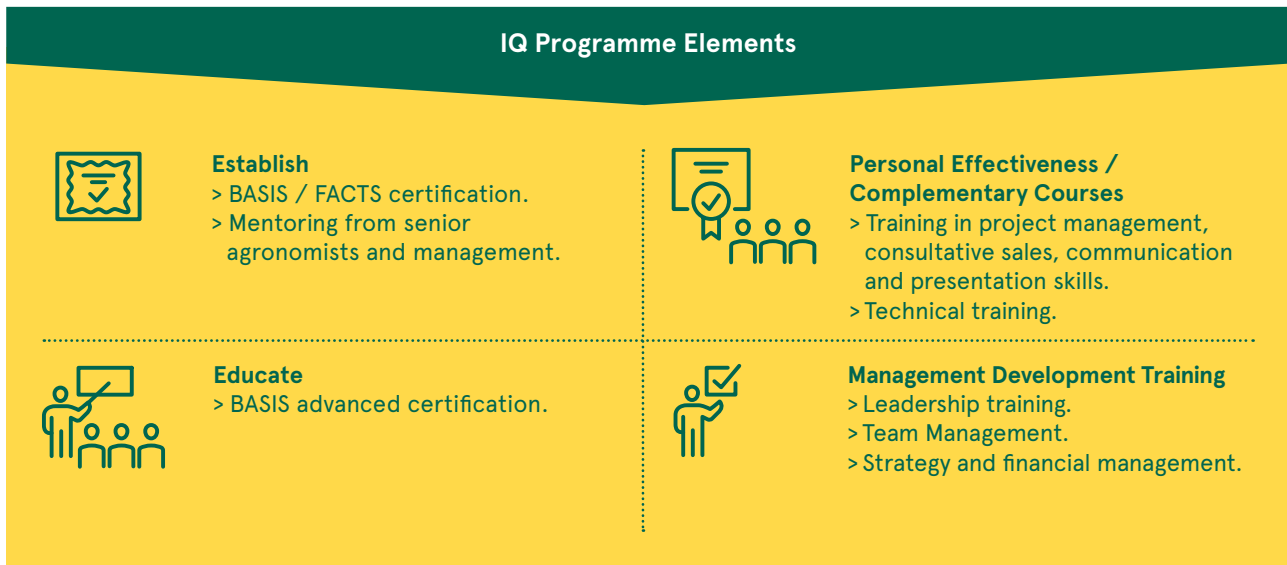 IQ Programme Elements
Establish
> BASIS / FACTS certification.
> Mentoring from senior
agronomists and management.
Personal Effectiveness /
Complementary Courses
> Training in project management,
consultative sales, communication
and presentation skills.
> Technical training.
Educate
> BASIS advanced certification.
Management Development Training
> Leadership training.
> Team Management.
> Strategy and financial management.